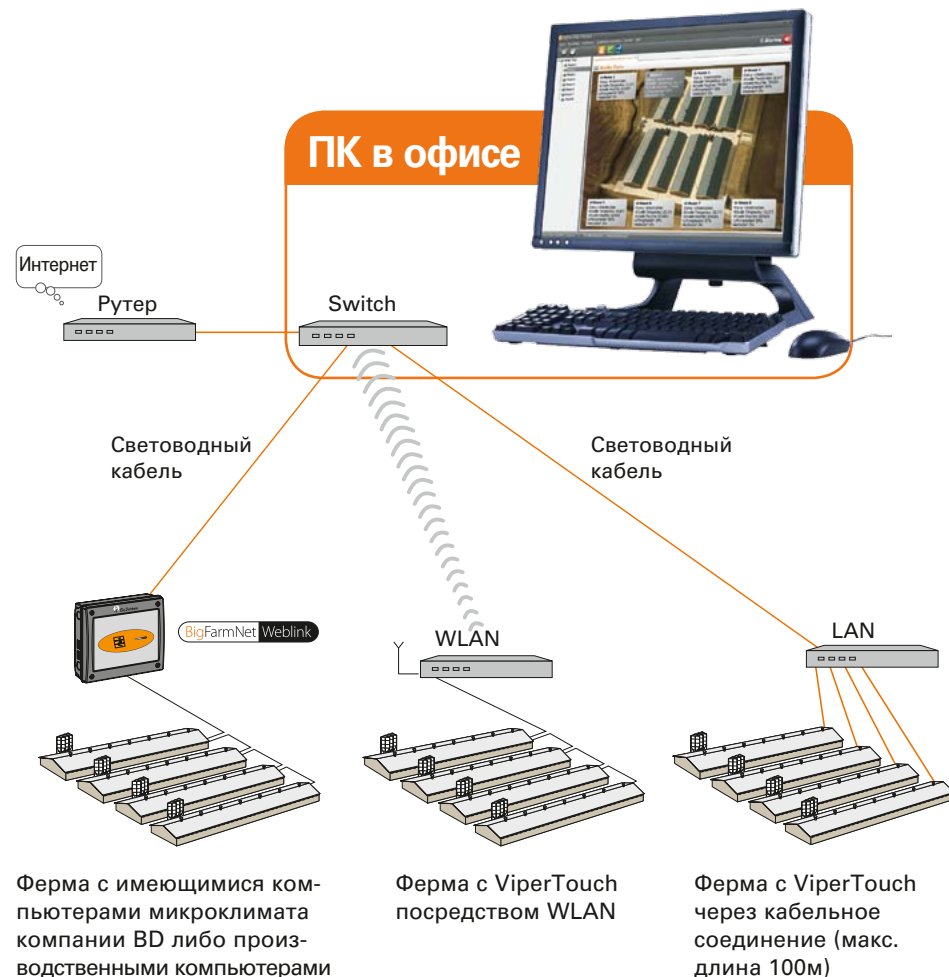 ПК в офисе
Интернет
Рутер
Switch
Световодный
кабель
Световодный
кабель
BigFarmNet Weblink
WLAN
LAN
Ферма с имеющимися ком-
пьютерами микроклимата
компании BD либо произ-
водственными компьютерами
Ферма с ViperTouch
посредством WLAN
Ферма с ViperTouch
через кабельное
соединение (макс.
длина 100м)